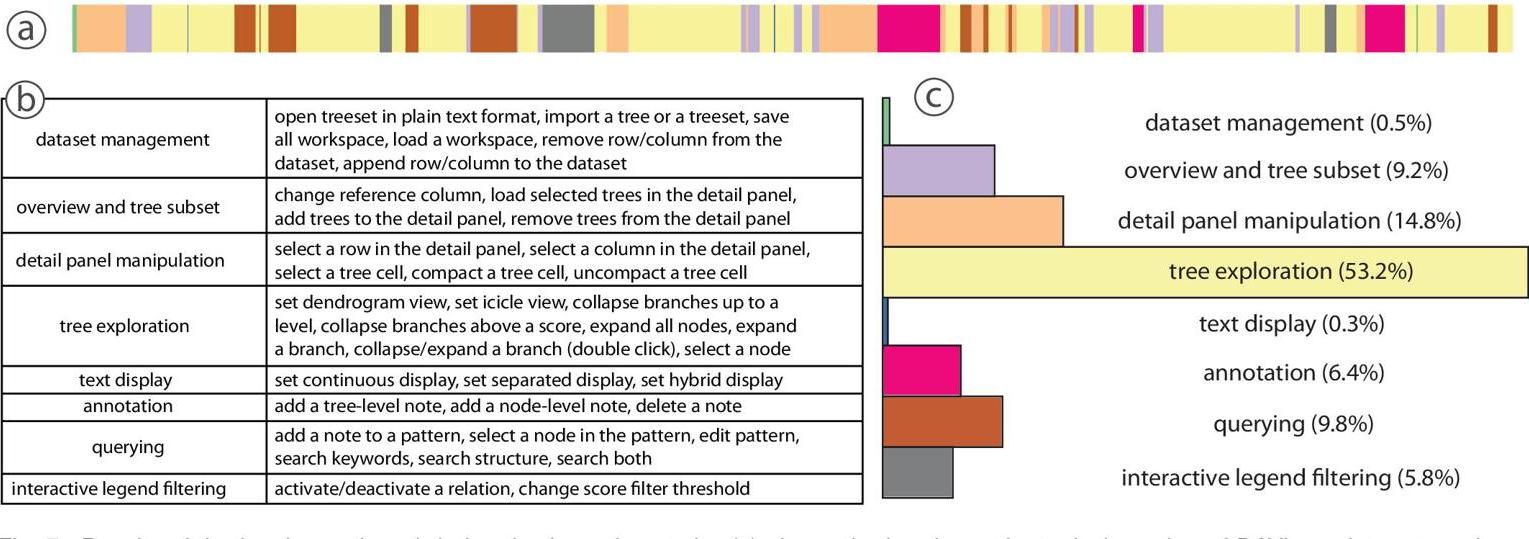 a
b
dataset management
open treeset in plain text format, import a tree or a treeset, save
all workspace, load a workspace, remove row/column from the
dataset, append row/column to the dataset
overview and tree subset
change reference column, load selected trees in the detail panel,
add trees to the detail panel, remove trees from the detail panel
detail panel manipulation
select a row in the detail panel, select a column in the detail panel,
select a tree cell, compact a tree cell, uncompact a tree cell
tree exploration
set dendrogram view, set icicle view, collapse branches up to a
level, collapse branches above a score, expand all nodes, expand
a branch, collapse/expand a branch (double click), select a node
text display
set continuous display, set separated display, set hybrid display
annotation
add a tree-level note, add a node-level note, delete a note
querying
add a note to a pattern, select a node in the pattern, edit pattern,
search keywords, search structure, search both
interactive legend filtering
activate/deactivate a relation, change score filter threshold
c
dataset management (0.5%)
overview and tree subset (9.2%)
detail panel manipulation (14.8%)
tree exploration (53.2%)
text display (0.3%)
annotation (6.4%)
querying (9.8%)
interactive legend filtering (5.8%)